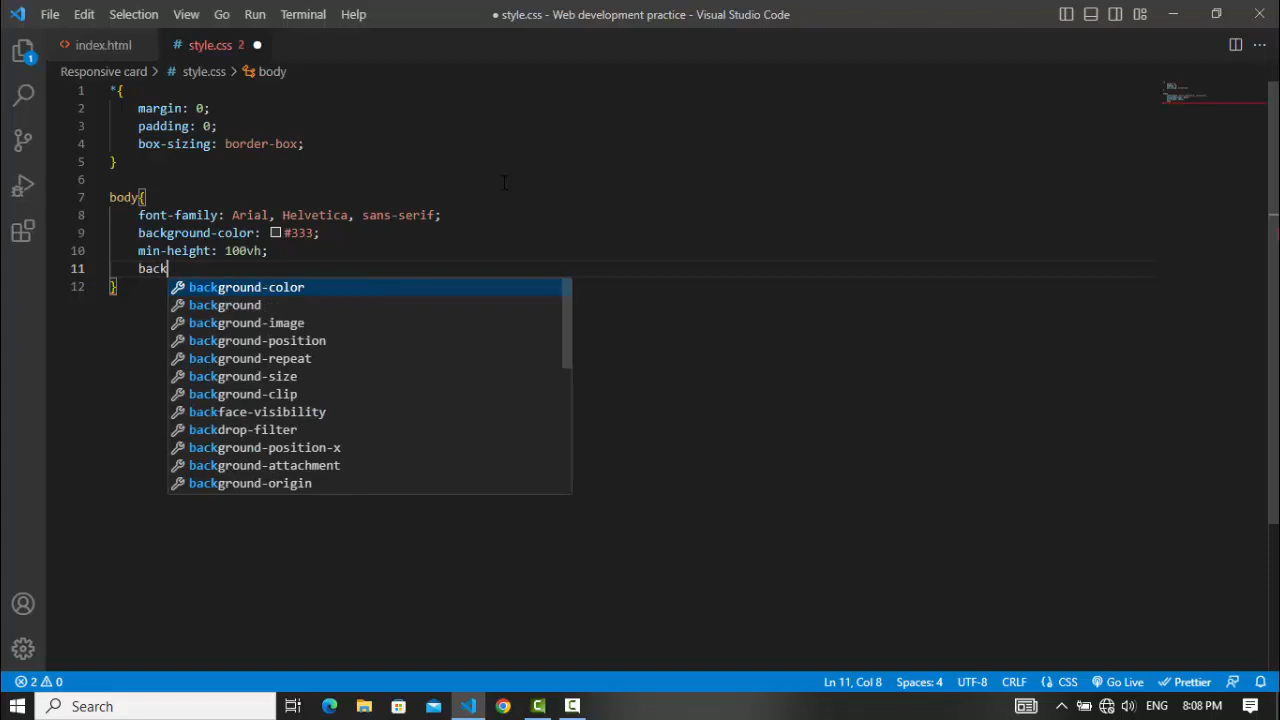 File Edit Selection View Go Run Terminal Help
● style.css - Web development practice - Visual Studio Code
index.html
# style.css 2
Responsive card > # style.css > body
1 *{
2 margin: 0;
3 padding: 0;
4 box-sizing: border-box;
5 }
6
7 body{
8 font-family: Arial, Helvetica, sans-serif;
9 background-color: #333;
10 min-height: 100vh;
11 back
12 }
background-color
background
background-image
background-position
background-repeat
background-size
background-clip
backface-visibility
backdrop-filter
background-position-x
background-attachment
background-origin
1
2 0
Ln 11, Col 8 Spaces: 4 UTF-8 CRLF CSS Go Live Prettier
Search
8:08 PM